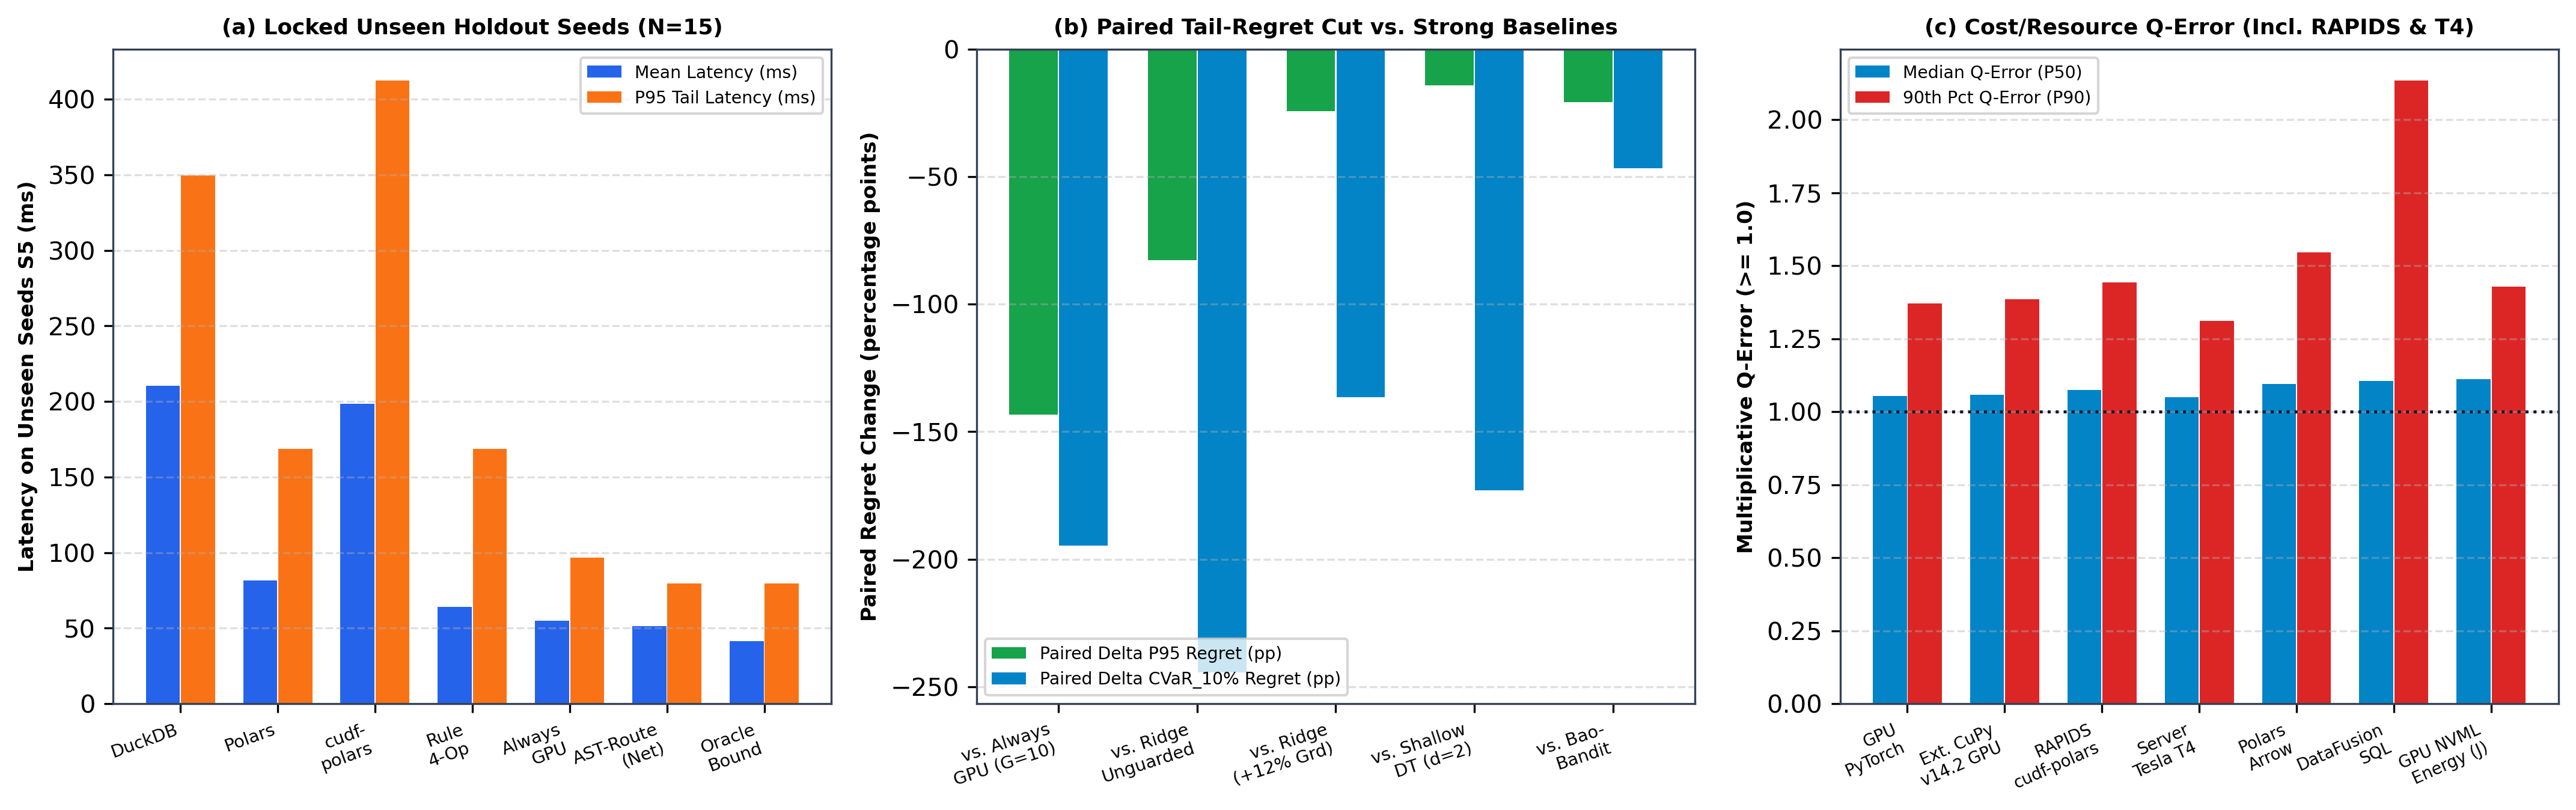 (a) Locked Unseen Holdout Seeds (N=15)
Latency on Unseen Seeds S5 (ms)
400
350
300
250
200
150
100
50
0
Mean Latency (ms)
P95 Tail Latency (ms)
DuckDB
Polars
cudf-
polars
Rule
4-Op
Always
GPU
AST-Route
(Net)
Oracle
Bound
(b) Paired Tail-Regret Cut vs. Strong Baselines
Paired Regret Change (percentage points)
0
−50
−100
−150
−200
−250
Paired Delta P95 Regret (pp)
Paired Delta CVaR_10% Regret (pp)
vs. Always
GPU (G=10)
vs. Ridge
Unguarded
vs. Ridge
(+12% Grd)
vs. Shallow
DT (d=2)
vs. Bao-
Bandit
(c) Cost/Resource Q-Error (Incl. RAPIDS & T4)
Multiplicative Q-Error (>= 1.0)
2.00
1.75
1.50
1.25
1.00
0.75
0.50
0.25
0.00
Median Q-Error (P50)
90th Pct Q-Error (P90)
GPU
PyTorch
Ext. CuPy
v14.2 GPU
RAPIDS
cudf-polars
Server
Tesla T4
Polars
Arrow
DataFusion
SQL
GPU NVML
Energy (J)